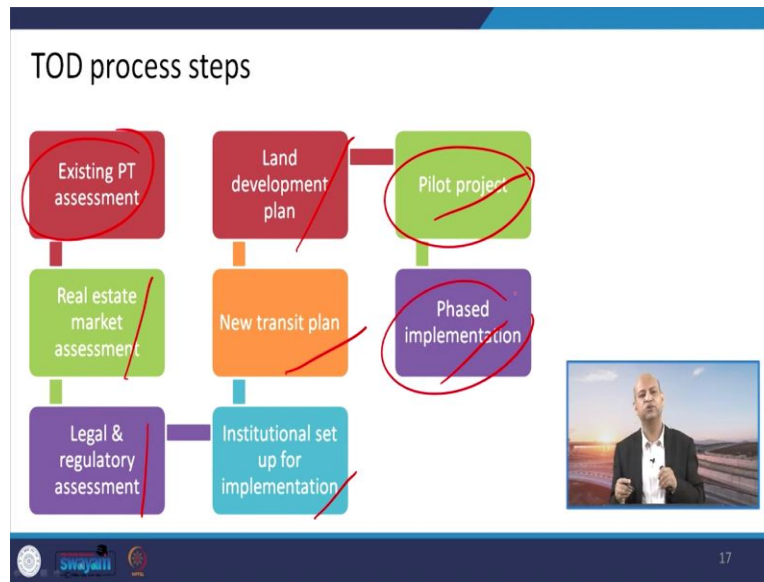 TOD process steps
Existing PT
assessment
Real estate
market
assessment
Legal &
regulatory
assessment
Institutional set
up for
implementation
New transit plan
Land
development
plan
Pilot project
Phased
implementation
swayam
17